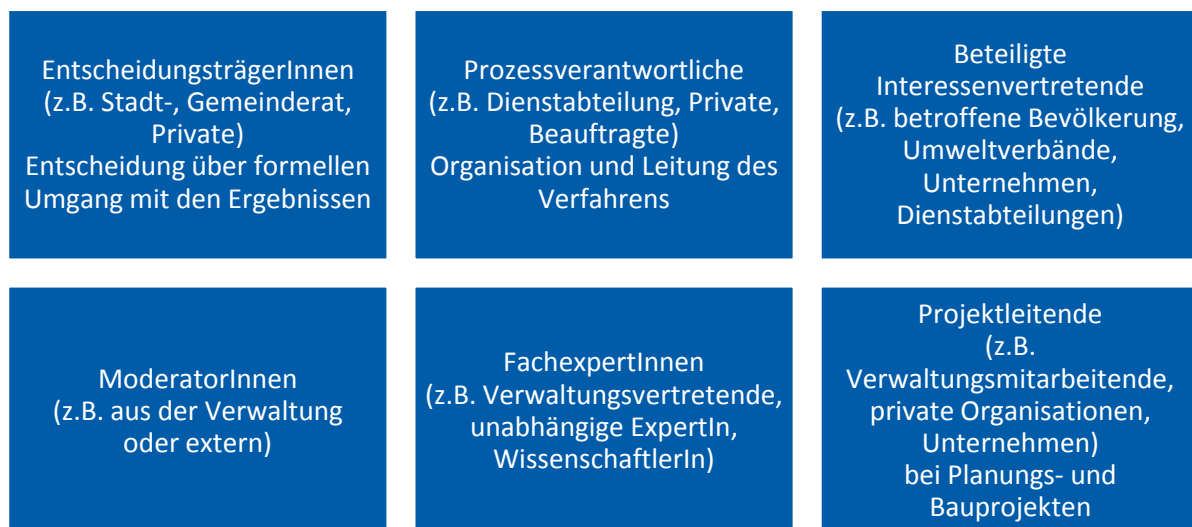 EntscheidungsträgerInnen
(z.B. Stadt-, Gemeinderat,
Private)
Entscheidung über formellen
Umgang mit den Ergebnissen
Prozessverantwortliche
(z.B. Dienstabteilung, Private,
Beauftragte)
Organisation und Leitung des
Verfahrens
Beteiligte
Interessenvertretende
(z.B. betroffene Bevölkerung,
Umweltverbände,
Unternehmen,
Dienstabteilungen)
ModeratorInnen
(z.B. aus der Verwaltung
oder extern)
FachexpertInnen
(z.B. Verwaltungsvertretende,
unabhängige ExpertIn,
WissenschaftlerIn)
Projektleitende
(z.B.
Verwaltungsmitarbeitende,
private Organisationen,
Unternehmen)
bei Planungs- und
Bauprojekten